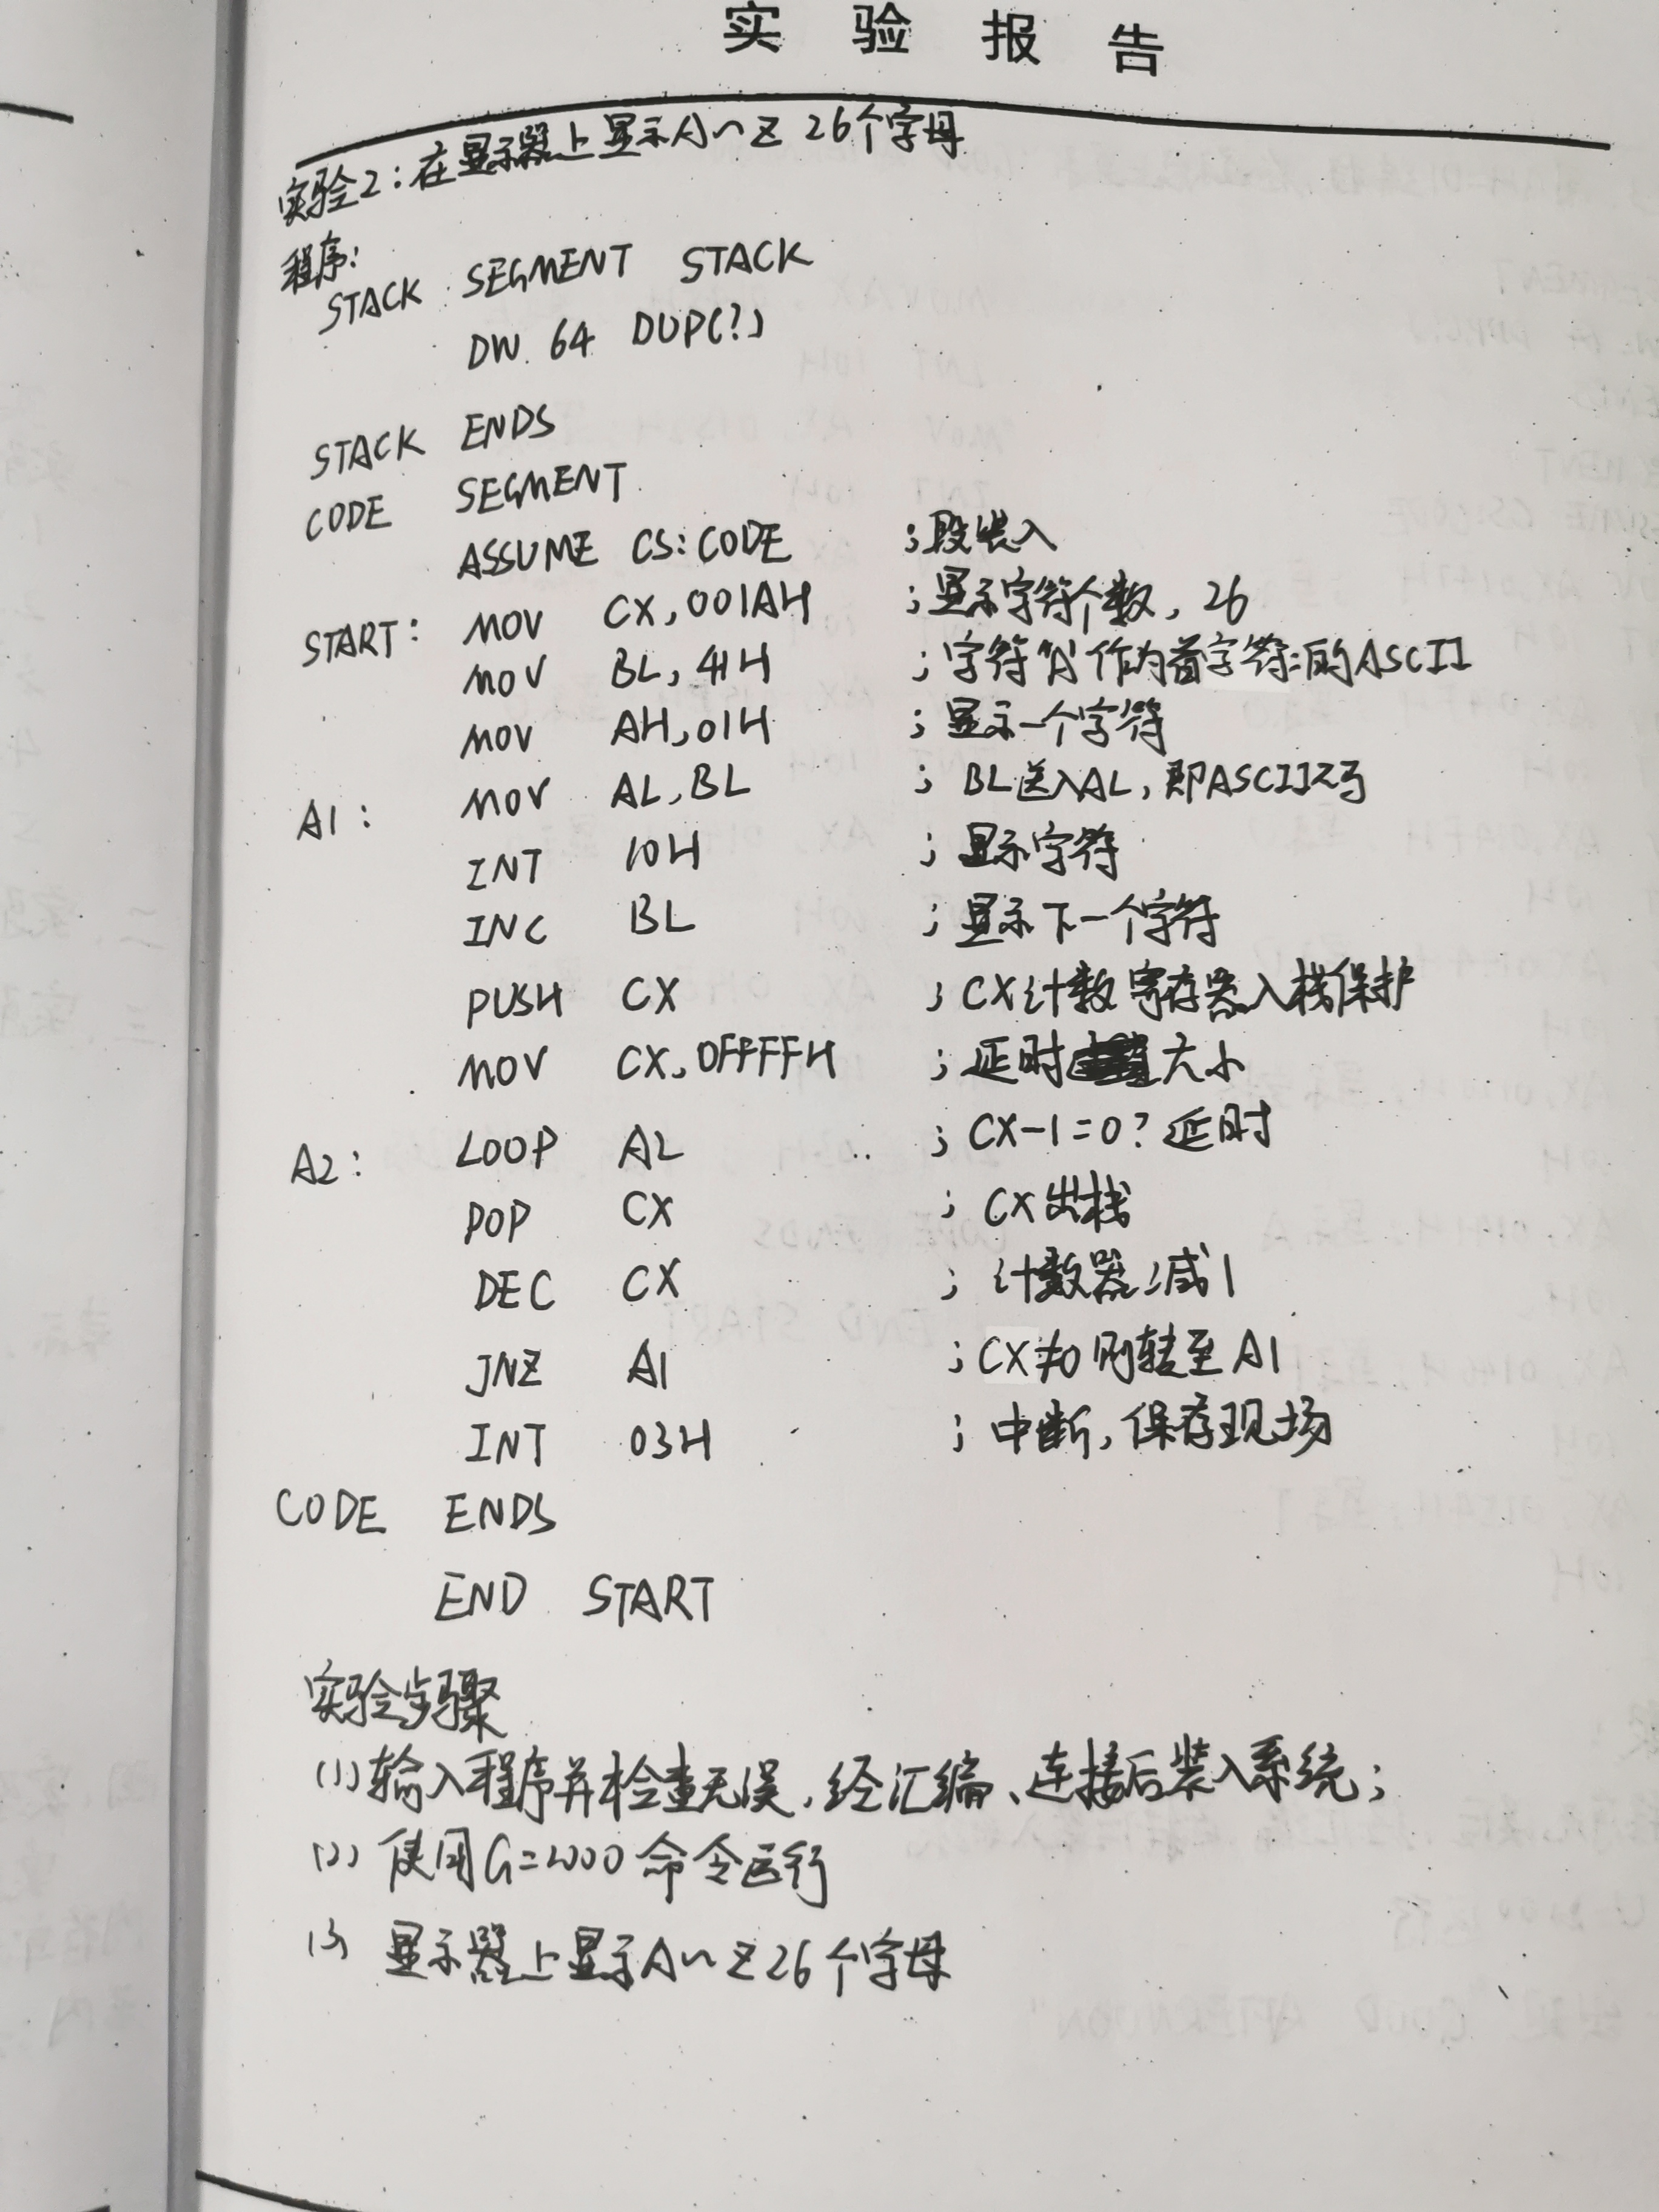 实验报告
实验2:在显示器上显示A~Z 26个字母
程序:
STACK SEGMENT STACK
DW 64 DUP(?)
STACK ENDS
CODE SEGMENT
ASSUME CS:CODE ;段装入
START: MOV CX,001AH ;显示字符个数,26
MOV BL,41H ;字符"A"作为首字符的ASCII
MOV AH,01H ;显示一个字符
A1: MOV AL,BL ;BL送入AL,即ASCII码
INT 10H ;显示字符
INC BL ;显示下一个字符
PUSH CX ;CX计数寄存器入栈保护
MOV CX,0FFFFH ;延时大小
A2: LOOP A2 ;CX-1=0?延时
POP CX ;CX出栈
DEC CX ;计数器减1
JNZ A1 ;CX≠0则转至A1
INT 03H ;中断,保存现场
CODE ENDS
END START
实验步骤
(1)输入程序并检查无误,经汇编、连接后装入系统;
(2)使用G=2000命令运行
(3)显示器上显示A~Z26个字母